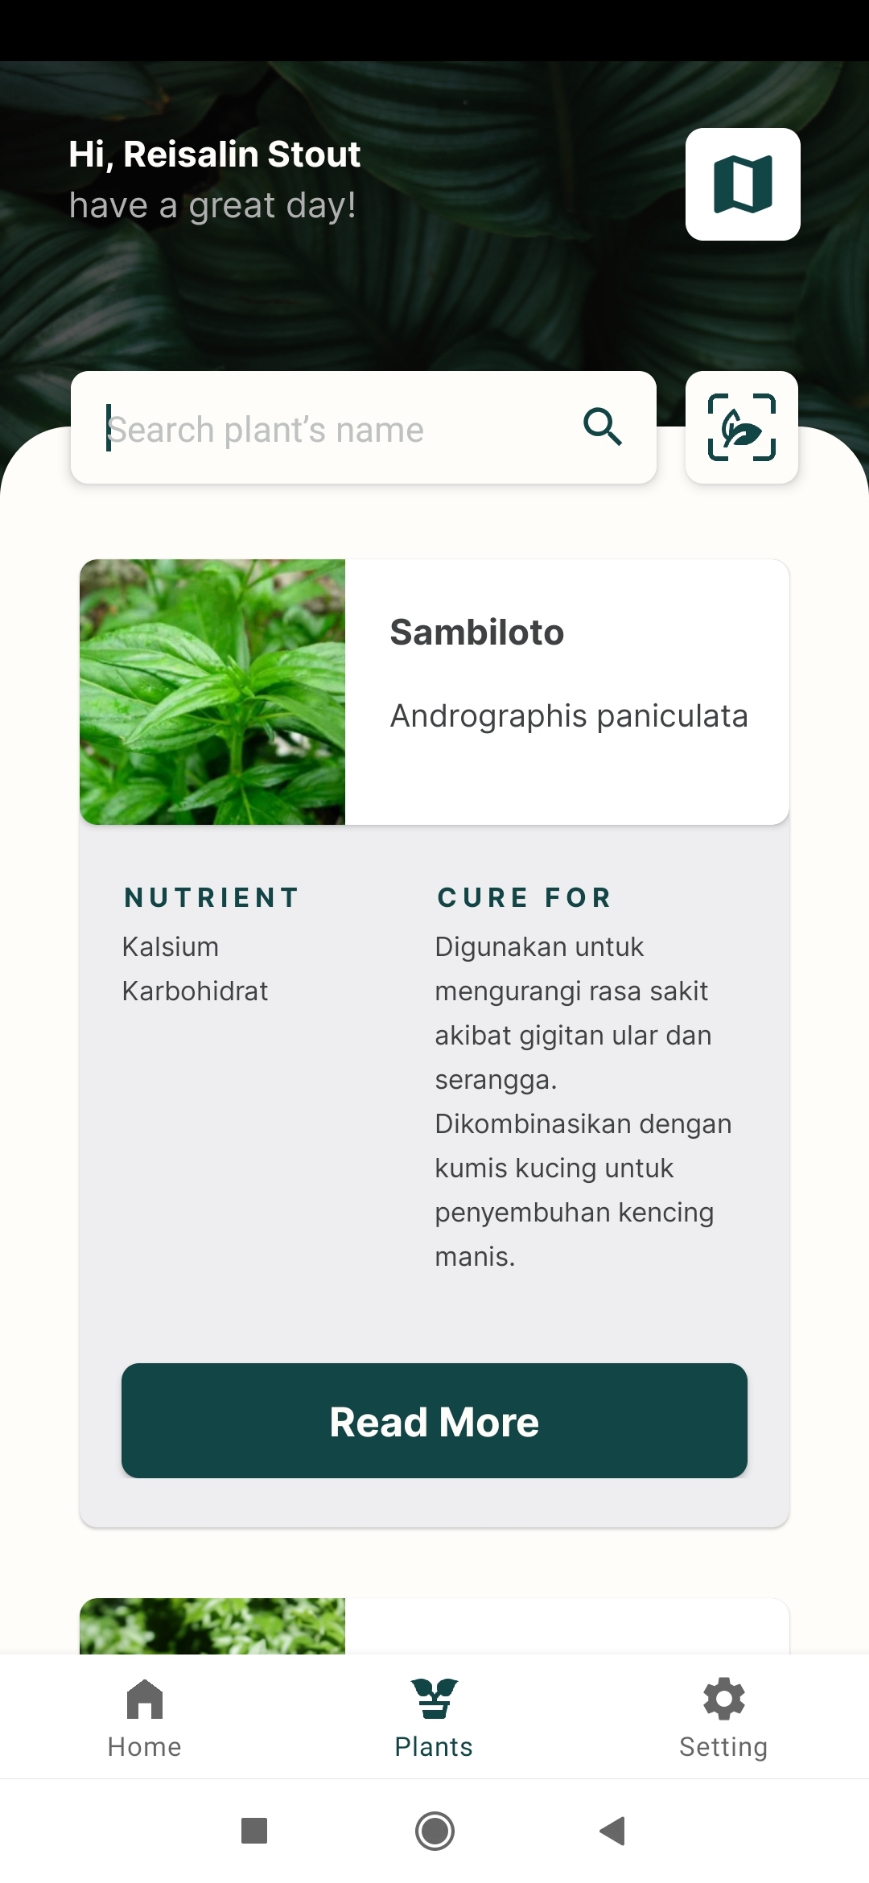 Hi, Reisalin Stout
have a great day!
Search plant’s name
Sambiloto
Andrographis paniculata
NUTRIENT
Kalsium
Karbohidrat
CURE FOR
Digunakan untuk
mengurangi rasa sakit
akibat gigitan ular dan
serangga.
Dikombinasikan dengan
kumis kucing untuk
penyembuhan kencing
manis.
Read More
Home
Plants
Setting